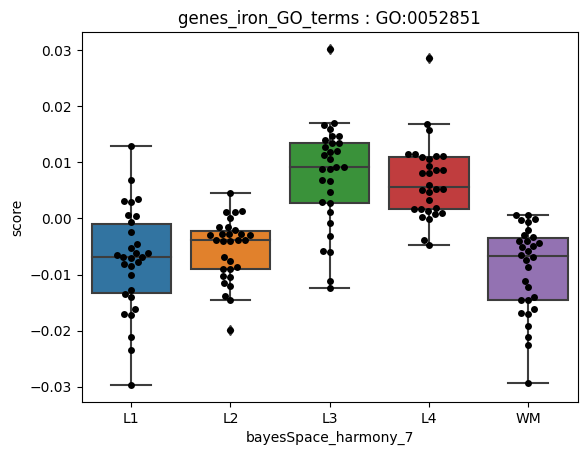 genes_iron_GO_terms : GO:0052851
score
0.03
0.02
0.01
0.00
−0.01
−0.02
−0.03
L1 L2 L3 L4 WM
bayesSpace_harmony_7